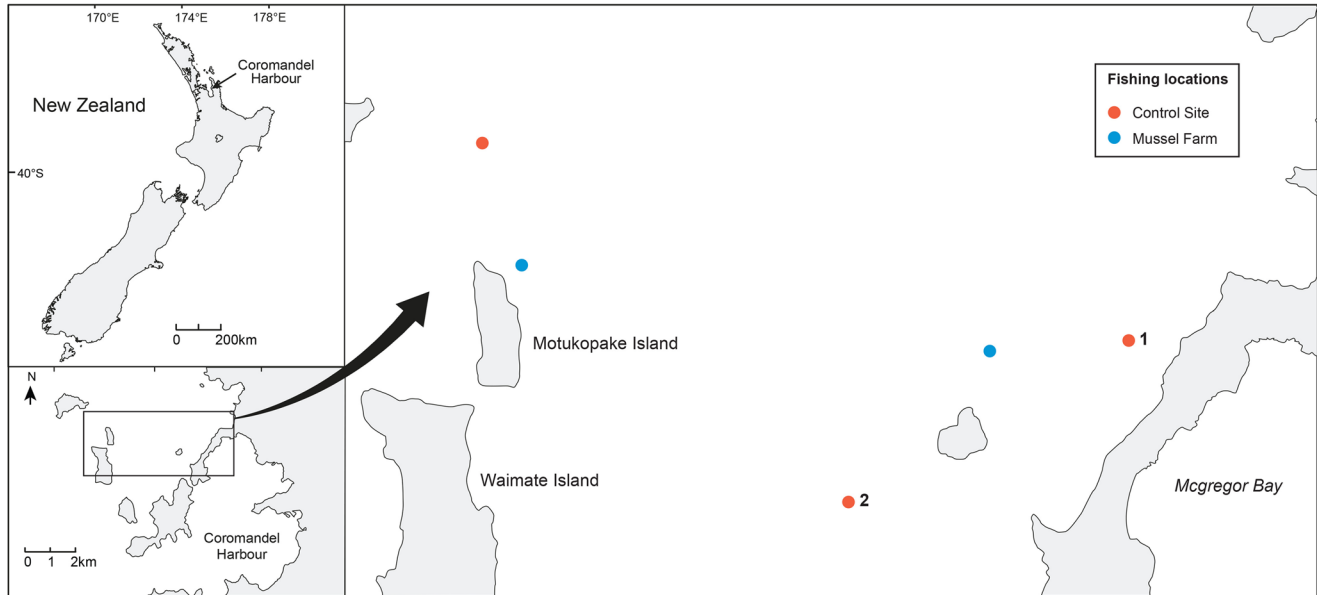 170°E 174°E 178°E
Coromandel
Harbour
New Zealand
40°S
0 200km
N
Coromandel
Harbour
0 1 2km
Fishing locations
Control Site
Mussel Farm
Motukopake Island
1
Waimate Island
2
Mcgregor Bay